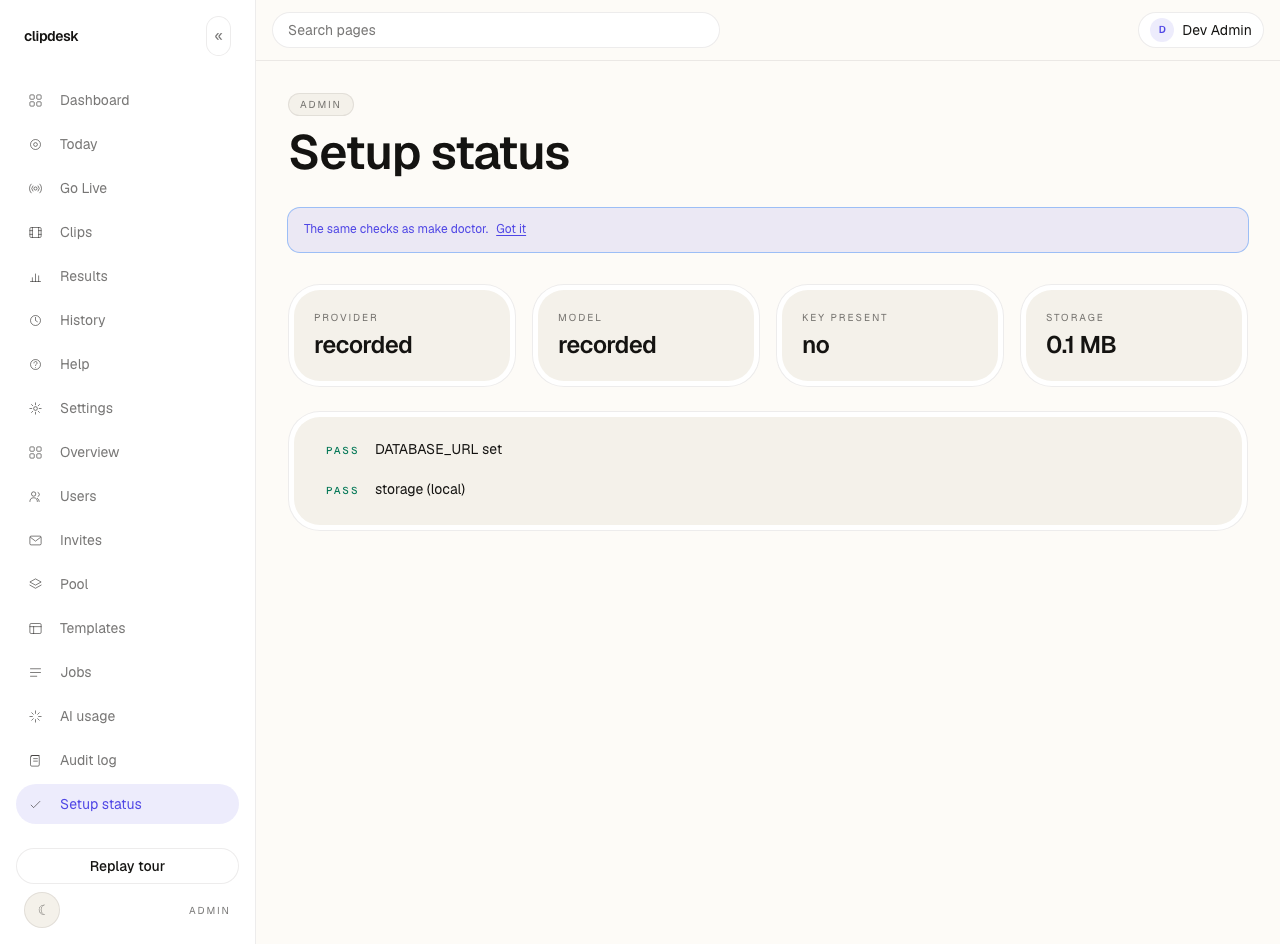 clipdesk
«
Search pages
D
Dev Admin
Dashboard
Today
Go Live
Clips
Results
History
Help
Settings
Overview
Users
Invites
Pool
Templates
Jobs
AI usage
Audit log
Setup status
Replay tour
ADMIN
ADMIN
Setup status
The same checks as make doctor. Got it
PROVIDER
recorded
MODEL
recorded
KEY PRESENT
no
STORAGE
0.1 MB
PASS DATABASE_URL set
PASS storage (local)